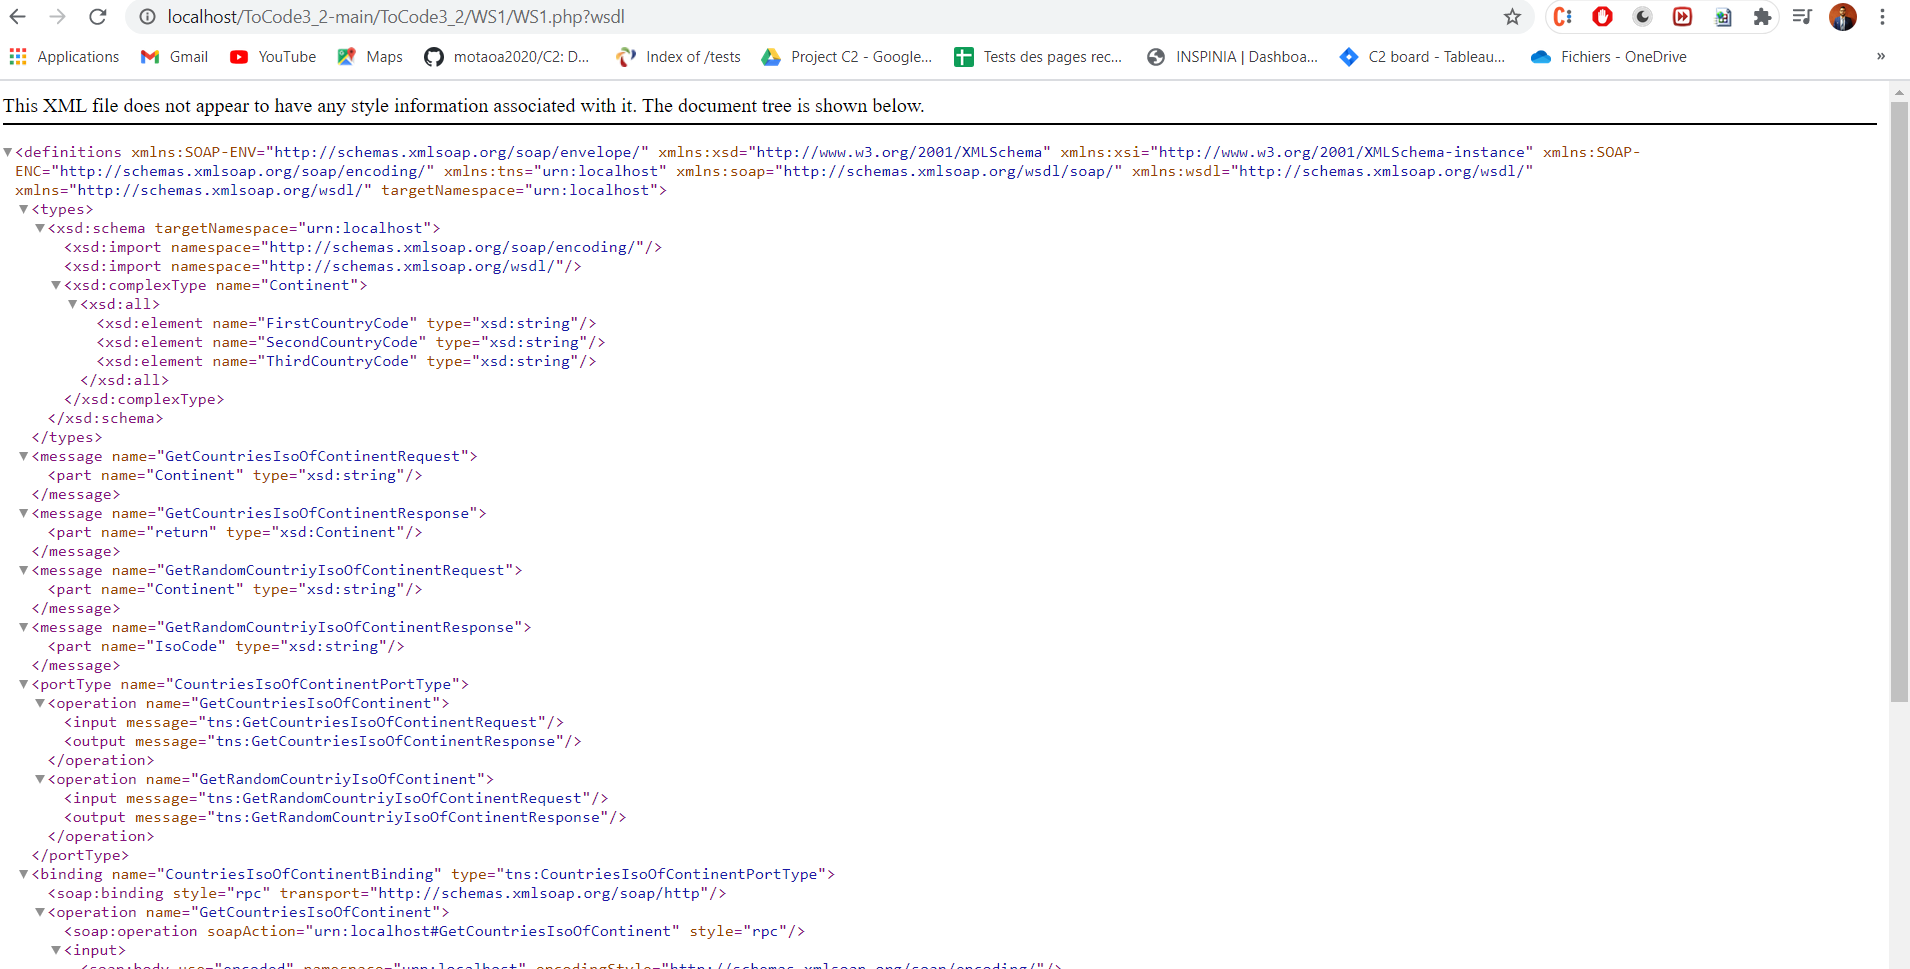 localhost/ToCode3_2-main/ToCode3_2/WS1/WS1.php?wsdl
Applications Gmail YouTube Maps motaoa2020/C2: D... Index of /tests Project C2 - Google... Tests des pages rec... INSPINIA | Dashboa... C2 board - Tableau... Fichiers - OneDrive »
This XML file does not appear to have any style information associated with it. The document tree is shown below.
<definitions xmlns:SOAP-ENV="http://schemas.xmlsoap.org/soap/envelope/" xmlns:xsd="http://www.w3.org/2001/XMLSchema" xmlns:xsi="http://www.w3.org/2001/XMLSchema-instance" xmlns:SOAP-
ENC="http://schemas.xmlsoap.org/soap/encoding/" xmlns:tns="urn:localhost" xmlns:soap="http://schemas.xmlsoap.org/wsdl/soap/" xmlns:wsdl="http://schemas.xmlsoap.org/wsdl/"
xmlns="http://schemas.xmlsoap.org/wsdl/" targetNamespace="urn:localhost">
<types>
<xsd:schema targetNamespace="urn:localhost">
<xsd:import namespace="http://schemas.xmlsoap.org/soap/encoding/"/>
<xsd:import namespace="http://schemas.xmlsoap.org/wsdl/"/>
<xsd:complexType name="Continent">
<xsd:all>
<xsd:element name="FirstCountryCode" type="xsd:string"/>
<xsd:element name="SecondCountryCode" type="xsd:string"/>
<xsd:element name="ThirdCountryCode" type="xsd:string"/>
</xsd:all>
</xsd:complexType>
</xsd:schema>
</types>
<message name="GetCountriesIsoOfContinentRequest">
<part name="Continent" type="xsd:string"/>
</message>
<message name="GetCountriesIsoOfContinentResponse">
<part name="return" type="xsd:Continent"/>
</message>
<message name="GetRandomCountriyIsoOfContinentRequest">
<part name="Continent" type="xsd:string"/>
</message>
<message name="GetRandomCountriyIsoOfContinentResponse">
<part name="IsoCode" type="xsd:string"/>
</message>
<portType name="CountriesIsoOfContinentPortType">
<operation name="GetCountriesIsoOfContinent">
<input message="tns:GetCountriesIsoOfContinentRequest"/>
<output message="tns:GetCountriesIsoOfContinentResponse"/>
</operation>
<operation name="GetRandomCountriyIsoOfContinent">
<input message="tns:GetRandomCountriyIsoOfContinentRequest"/>
<output message="tns:GetRandomCountriyIsoOfContinentResponse"/>
</operation>
</portType>
<binding name="CountriesIsoOfContinentBinding" type="tns:CountriesIsoOfContinentPortType">
<soap:binding style="rpc" transport="http://schemas.xmlsoap.org/soap/http"/>
<operation name="GetCountriesIsoOfContinent">
<soap:operation soapAction="urn:localhost#GetCountriesIsoOfContinent" style="rpc"/>
<input>
<soap:body use="encoded" namespace="urn:localhost" encodingStyle="http://schemas.xmlsoap.org/soap/encoding/"/>